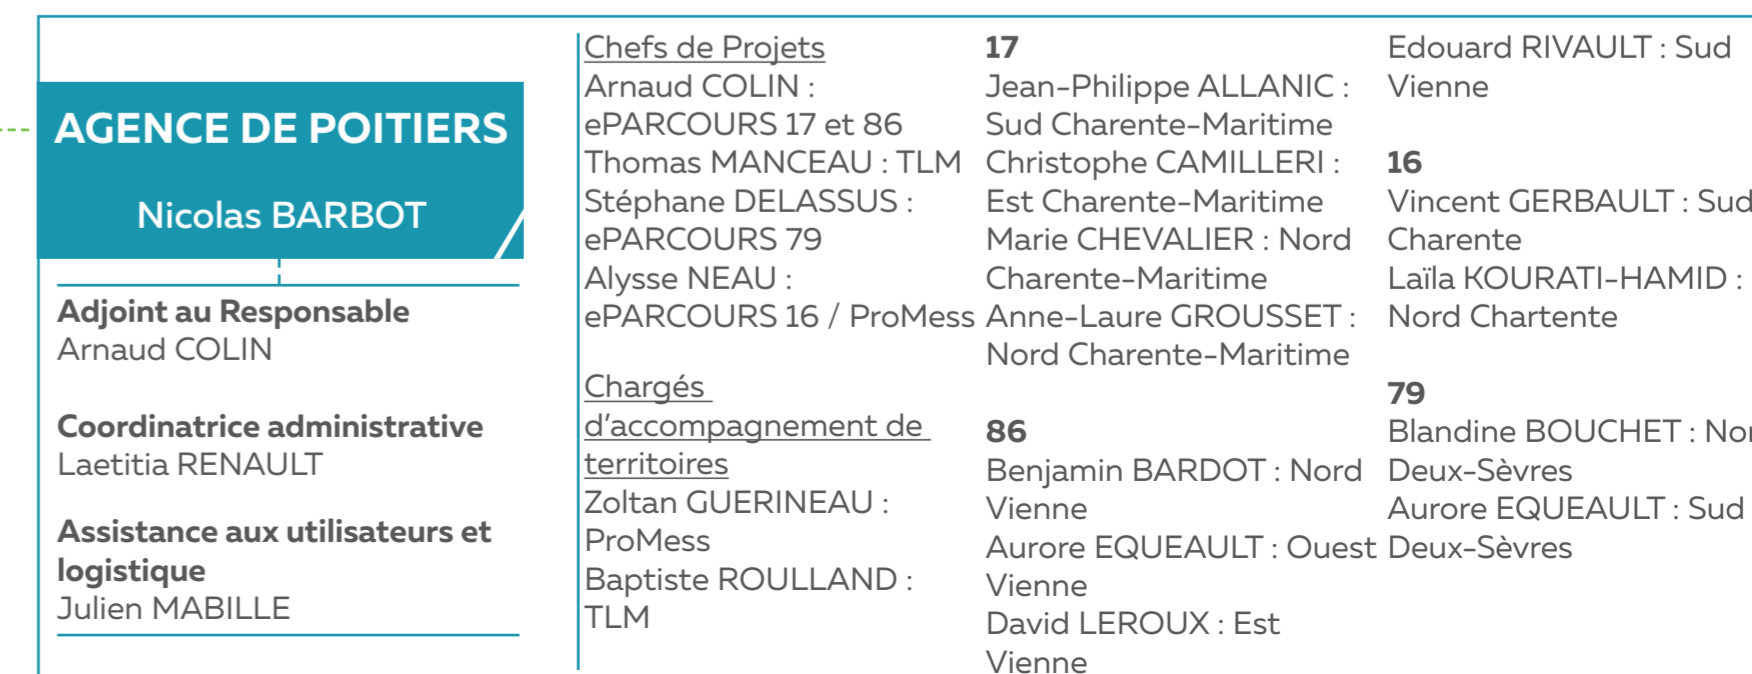 AGENCE DE POITIERS
Nicolas BARBOT
Adjoint au Responsable
Arnaud COLIN
Coordinatrice administrative
Laetitia RENAULT
Assistance aux utilisateurs et
logistique
Julien MABILLE
Chefs de Projets
Arnaud COLIN :
ePARCOURS 17 et 86
Thomas MANCEAU : TLM
Stéphane DELASSUS :
ePARCOURS 79
Alysse NEAU :
ePARCOURS 16 / ProMess
Chargés
d'accompagnement de
territoires
Zoltan GUERINEAU :
ProMess
Baptiste ROULLAND :
TLM
17
Jean-Philippe ALLANIC :
Sud Charente-Maritime
Christophe CAMILLERI :
Est Charente-Maritime
Marie CHEVALIER : Nord
Charente-Maritime
Anne-Laure GROUSSET :
Nord Charente-Maritime
86
Benjamin BARDOT : Nord
Vienne
Aurore EQUEAULT : Ouest
Vienne
David LEROUX : Est
Vienne
Edouard RIVAULT : Sud
Vienne
16
Vincent GERBAULT : Sud
Charente
Laïla KOURATI-HAMID :
Nord Chartente
79
Blandine BOUCHET :
Deux-Sèvres
Aurore EQUEAULT : Sud
Deux-Sèvres